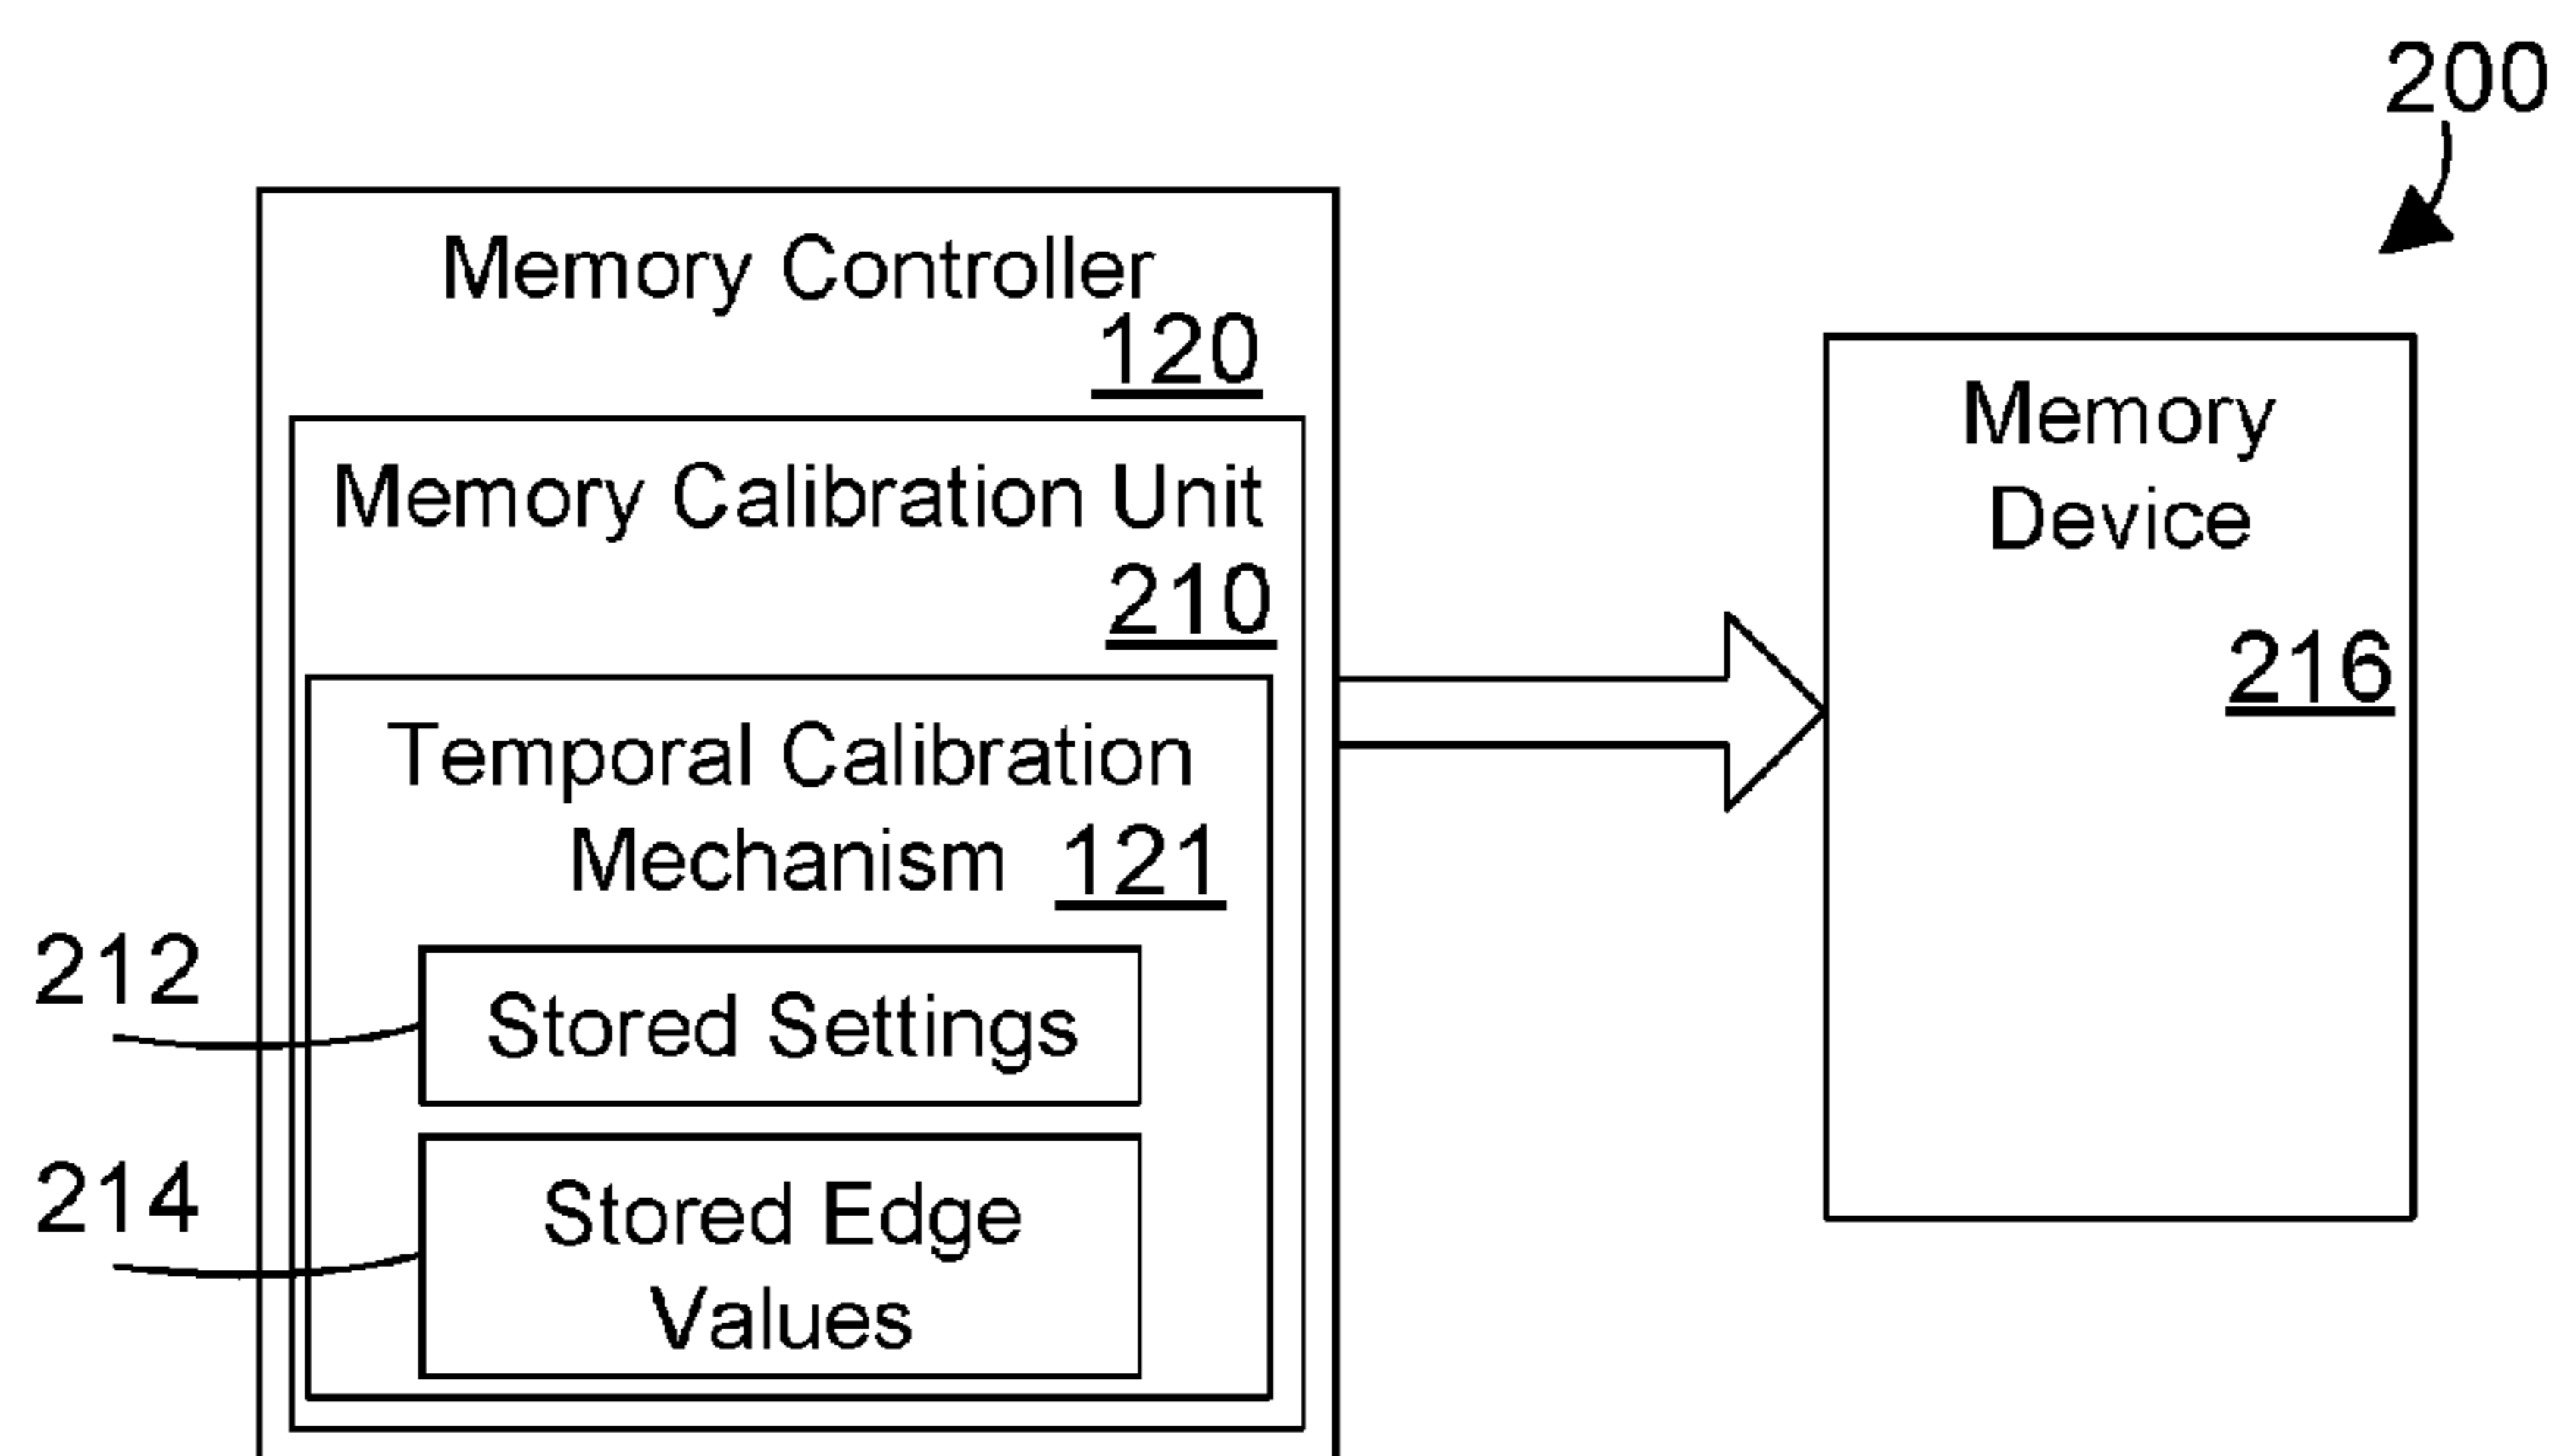 200
Memory Controller
120
Memory Calibration Unit
210
Temporal Calibration
Mechanism 121
212
Stored Settings
214
Stored Edge
Values
Memory
Device
216